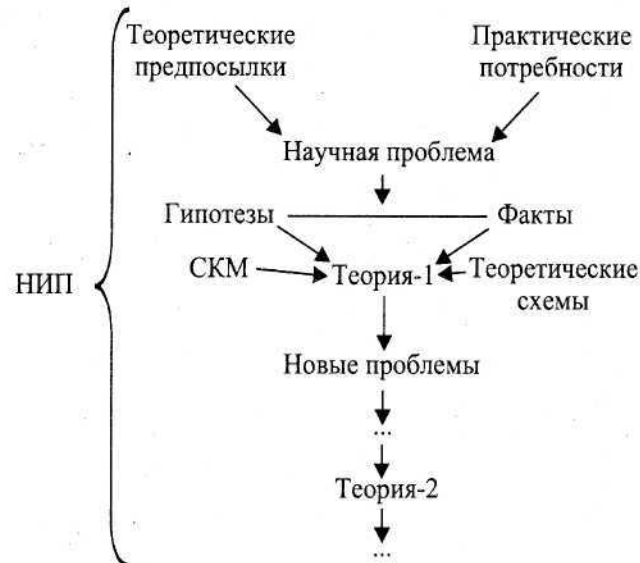 Теоретические
предпосылки
Практические
потребности
Научная проблема
Гипотезы
Факты
СКМ
Теория-1
Теоретические
схемы
НИП
Новые проблемы
...
Теория-2
...